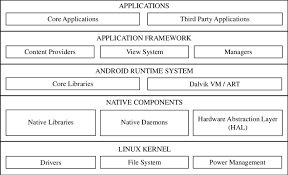 APPLICATIONS
Core Applications Third Party Applications
APPLICATION FRAMEWORK
Content Providers View System Managers
ANDROID RUNTIME SYSTEM
Core Libraries Dalvik VM / ART
NATIVE COMPONENTS
Native Libraries Native Daemons Hardware Abstraction Layer
(HAL)
LINUX KERNEL
Drivers File System Power Management